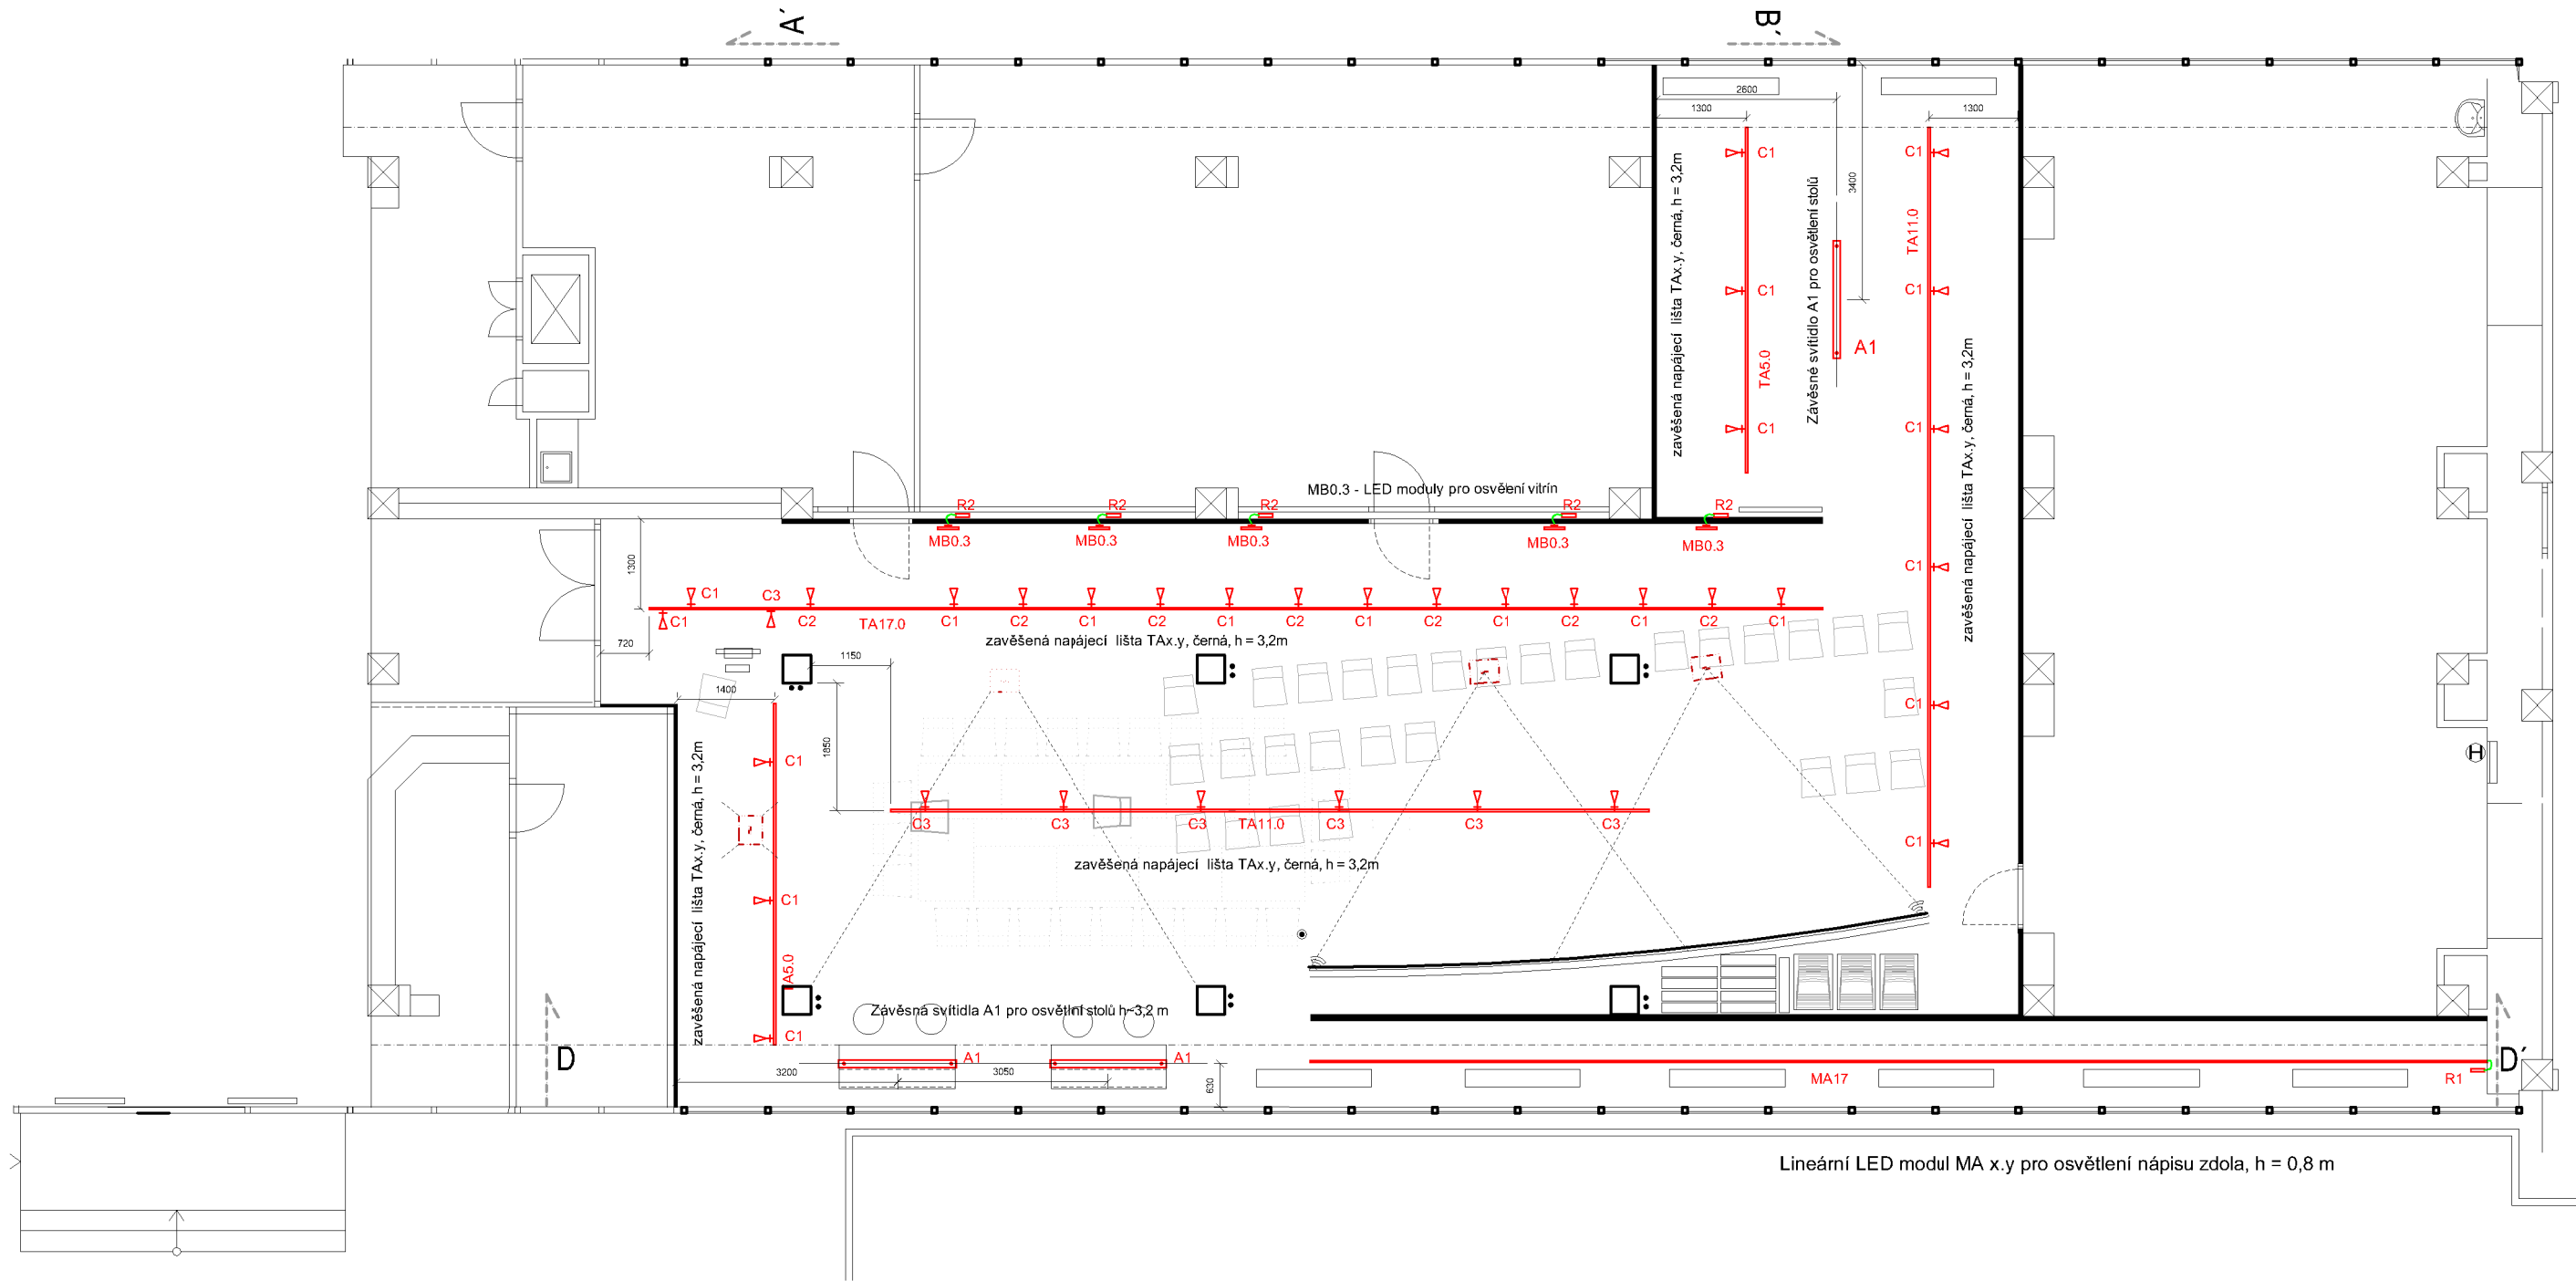 A´
B´
2600
1300
1300
C1
C1
zavěšená napájecí lišta TAx.y, černá, h = 3,2m
Závěsné svítidlo A1 pro osvětlení stolů
3400
TA11.0
C1
C1
TA5.0
A1
C1
C1
zavěšená napájecí lišta TAx.y, černá, h = 3,2m
MB0.3 - LED moduly pro osvětení vitrín
R2
R2
R2
R2
R2
MB0.3
MB0.3
MB0.3
MB0.3
MB0.3
1300
C1
C1
C3
C1
C2
TA17.0
C1
C2
C1
C2
C1
C2
C1
C2
C1
C2
C1
C2
C1
zavěšená napájecí lišta TAx.y, černá, h = 3,2m
720
1150
1400
C1
1850
zavěšená napájecí lišta TAx.y, černá, h = 3,2m
C1
H
C3
C3
C3
TA11.0
C3
C3
C3
C1
zavěšená napájecí lišta TAx.y, černá, h = 3,2m
C1
TA5.0
Závěsná svítidla A1 pro osvětlní stolů h~3,2 m
C1
D
A1
A1
D´
3200
3050
630
MA17
R1
Lineární LED modul MA x.y pro osvětlení nápisu zdola, h = 0,8 m